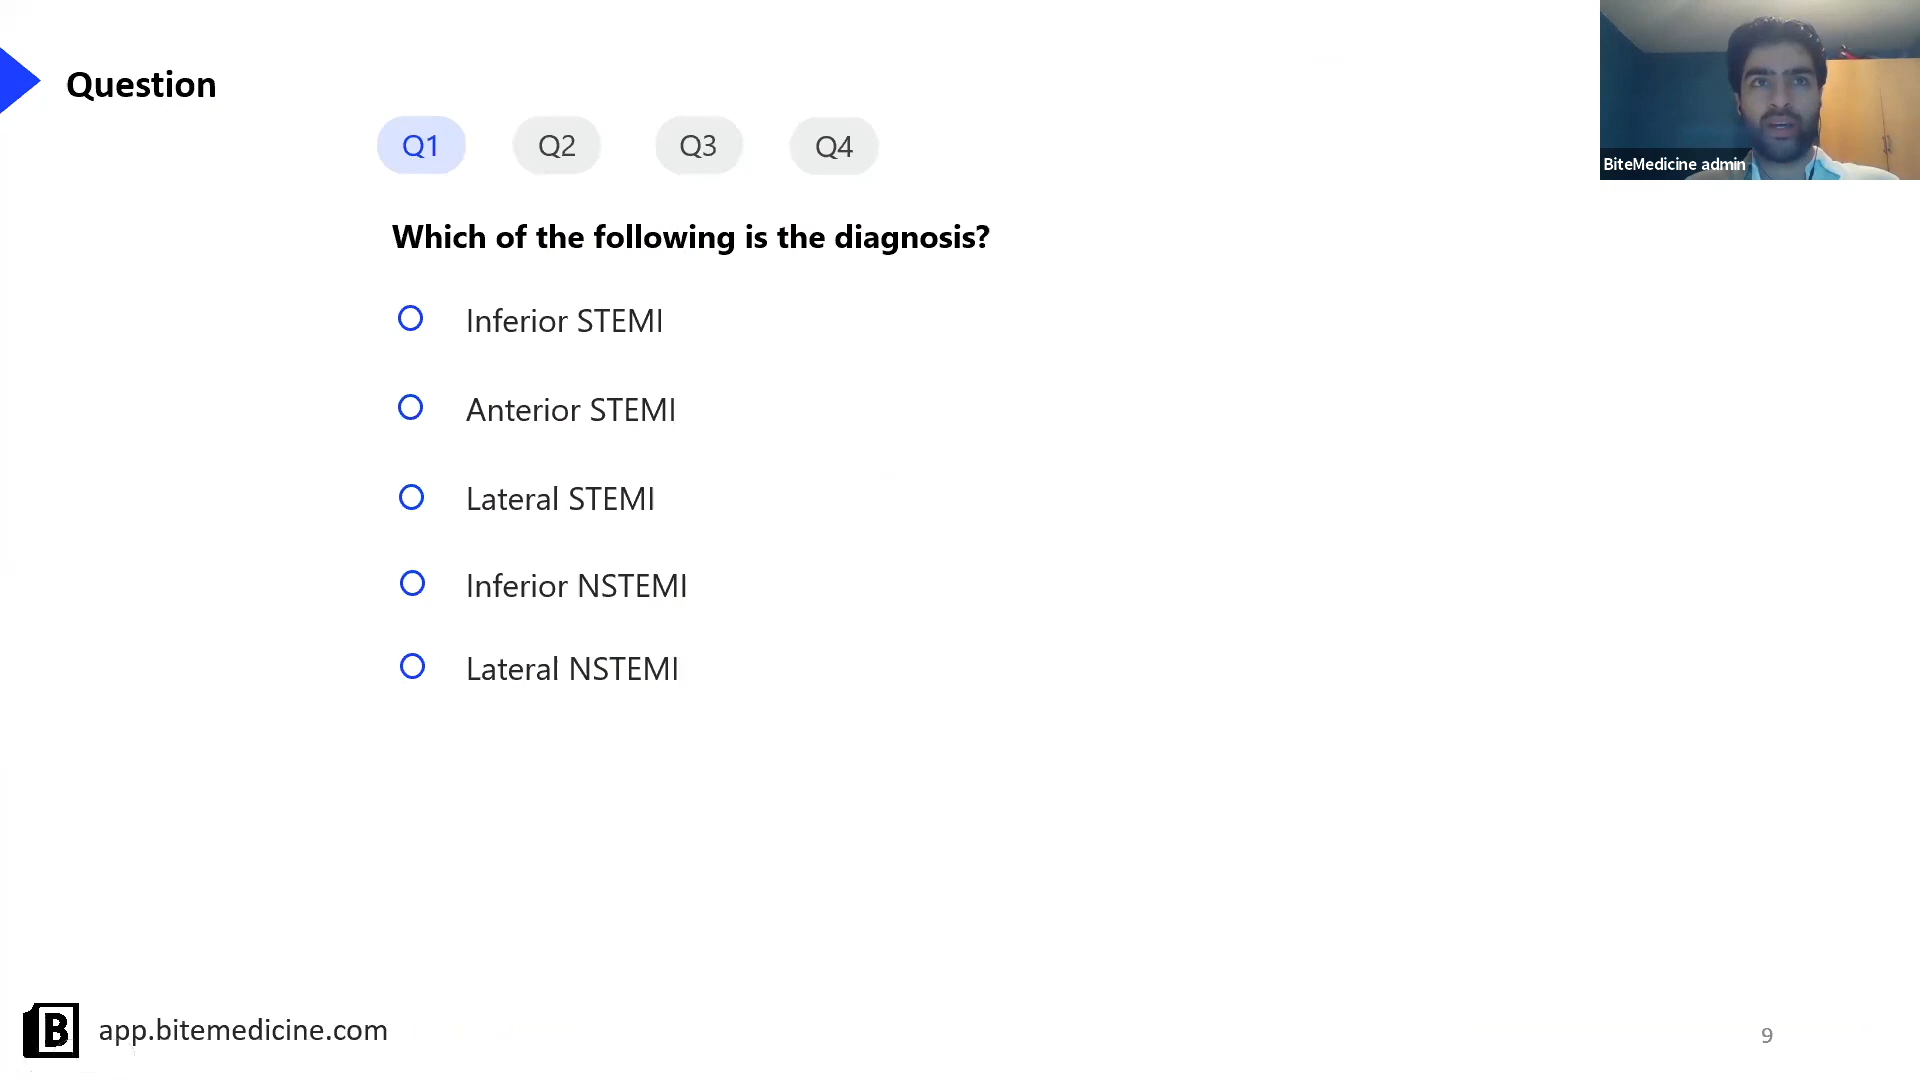 Question
Q1 Q2 Q3 Q4
Which of the following is the diagnosis?
Inferior STEMI
Anterior STEMI
Lateral STEMI
Inferior NSTEMI
Lateral NSTEMI
BiteMedicine admin
B app.bitemedicine.com
9